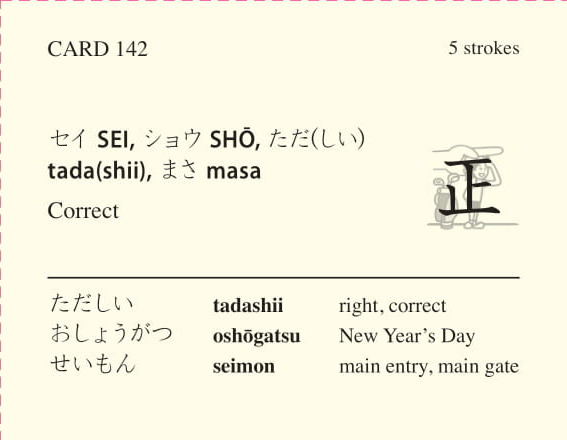 CARD 142 5 strokes
セイ SEI, ショウ SHŌ, ただ(しい)
tada(shii), まさ masa
正
Correct
ただしい tadashii right, correct
おしょうがつ oshōgatsu New Year’s Day
せいもん seimon main entry, main gate